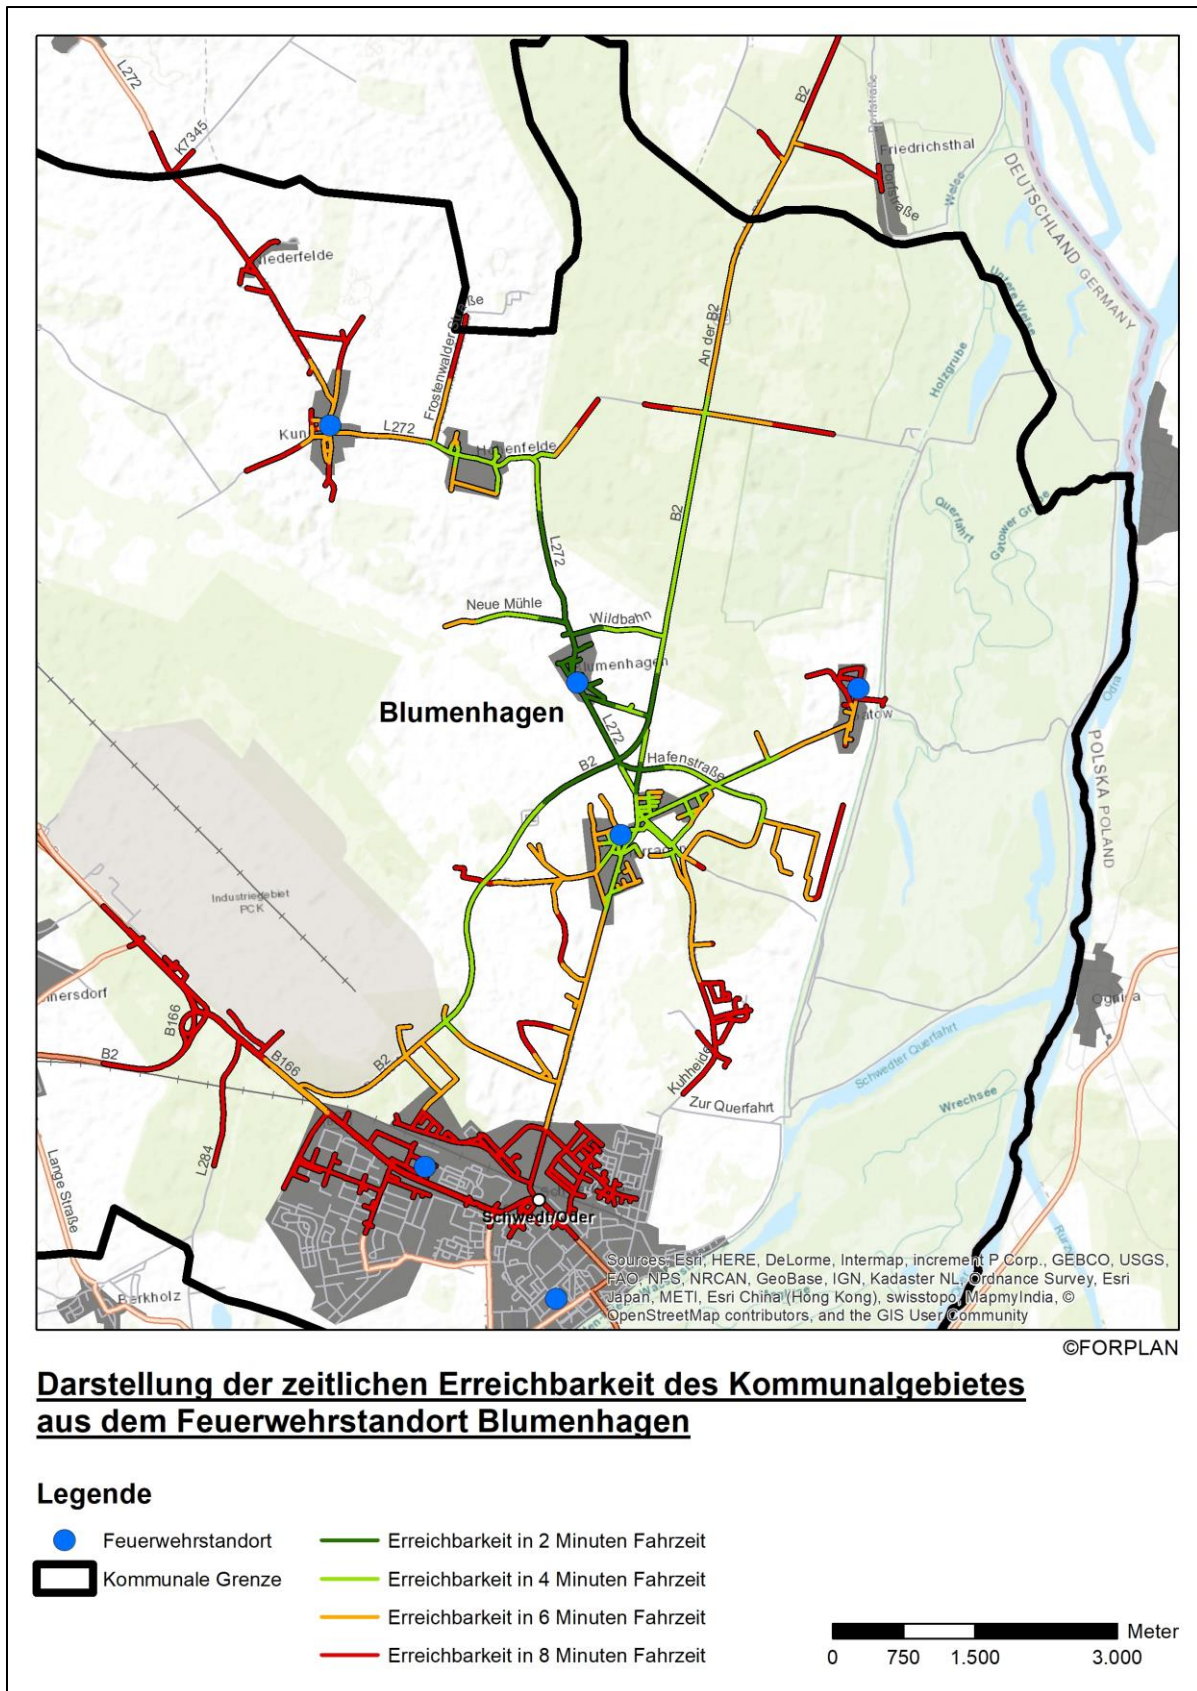 L272
K7345
B2
Dorfstraße
Friedrichsthal
Dorfstraße
Welse
DEUTSCHLAND GERMANY
Untere Welse
An der B2
Holzgrube
Frostenwalder Straße
L272
B2
Querfahrt
Gatower Grabe
L272
Neue Mühle
Wildbahn
Blumenhagen
Blumenhagen
L272
B2
Hafenstraße
Odra
POLSKA POLAND
Industriegebiet
PCK
B166
B2
B166
B2
L284
Lange Straße
Kuhheide
Zur Querfahrt
Schwedter Querfahrt
Wrechsee
Schwedt/Oder
Berkholz
Sources: Esri, HERE, DeLorme, Intermap, increment P Corp., GEBCO, USGS,
FAO, NPS, NRCAN, GeoBase, IGN, Kadaster NL, Ordnance Survey, Esri
Japan, METI, Esri China (Hong Kong), swisstopo, MapmyIndia, ©
OpenStreetMap contributors, and the GIS User Community
©FORPLAN
Darstellung der zeitlichen Erreichbarkeit des Kommunalgebietes
aus dem Feuerwehrstandort Blumenhagen
Legende
Feuerwehrstandort
Kommunale Grenze
Erreichbarkeit in 2 Minuten Fahrzeit
Erreichbarkeit in 4 Minuten Fahrzeit
Erreichbarkeit in 6 Minuten Fahrzeit
Erreichbarkeit in 8 Minuten Fahrzeit
Meter
0 750 1.500 3.000